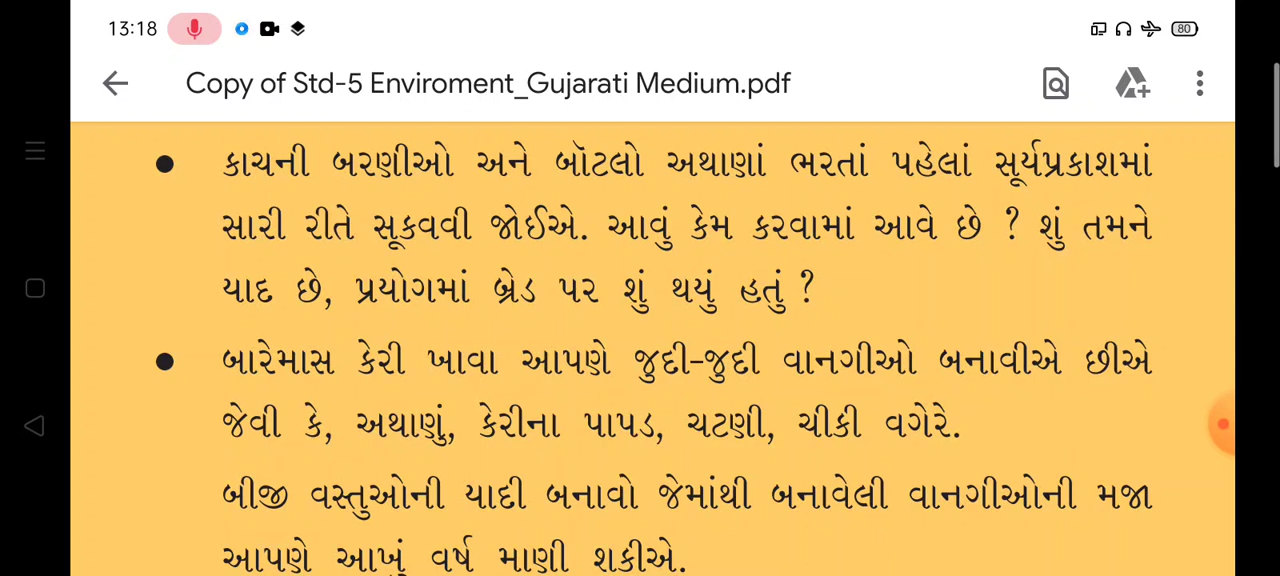 13:18
80
Copy of Std-5 Enviroment_Gujarati Medium.pdf
● કાચની બરણીઓ અને બૉટલો અથાણાં ભરતાં પહેલાં સૂર્યપ્રકાશમાં
સારી રીતે સૂકવવી જોઈએ. આવું કેમ કરવામાં આવે છે ? શું તમને
યાદ છે, પ્રયોગમાં બ્રેડ પર શું થયું હતું ?
● બારેમાસ કેરી ખાવા આપણે જુદી-જુદી વાનગીઓ બનાવીએ છીએ
જેવી કે, અથાણું, કેરીના પાપડ, ચટણી, ચીકી વગેરે.
બીજી વસ્તુઓની યાદી બનાવો જેમાંથી બનાવેલી વાનગીઓની મજા
આપણે આખું વર્ષ માણી શકીએ.